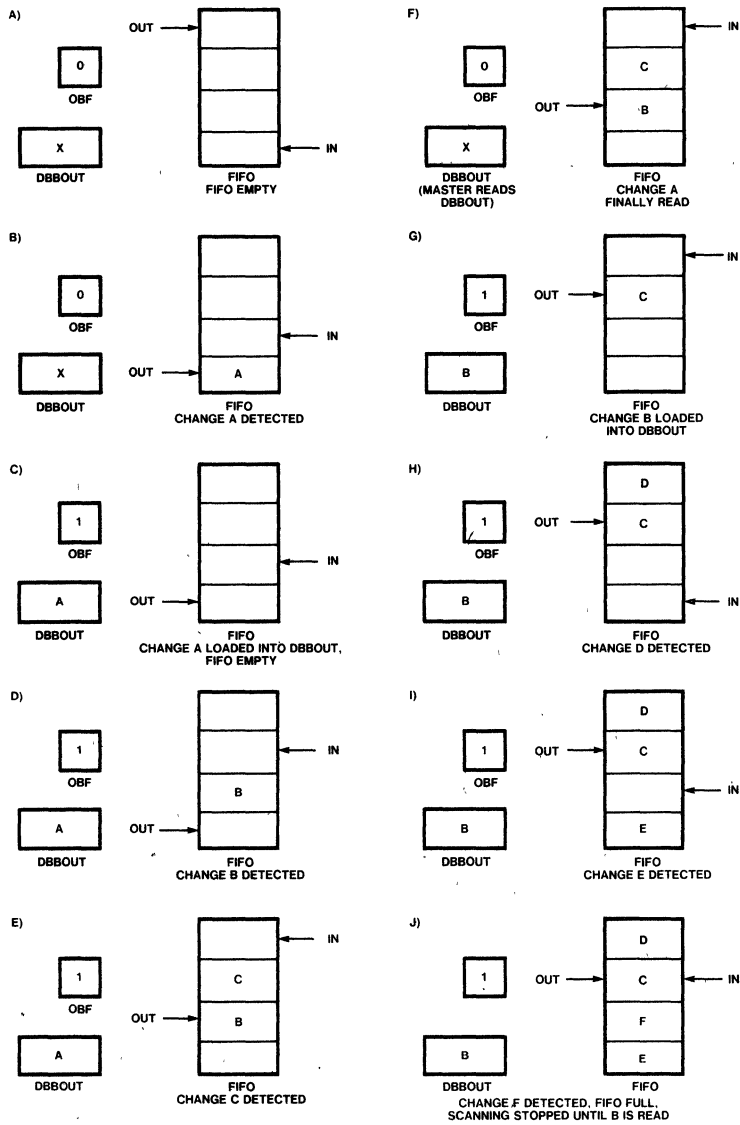 A)
OUT
0
OBF
X
DBBOUT
IN
FIFO
FIFO EMPTY
B)
0
OBF
X
DBBOUT
OUT
A
IN
FIFO
CHANGE A DETECTED
C)
1
OBF
A
DBBOUT
OUT
IN
FIFO
CHANGE A LOADED INTO DBBOUT,
FIFO EMPTY
D)
1
OBF
A
DBBOUT
OUT
B
IN
FIFO
CHANGE B DETECTED
E)
1
OBF
A
DBBOUT
OUT
C
B
IN
FIFO
CHANGE C DETECTED
F)
0
OBF
X
DBBOUT
(MASTER READS
DBBOUT)
OUT
C
B
IN
FIFO
CHANGE A
FINALLY READ
G)
1
OBF
B
DBBOUT
OUT
C
IN
FIFO
CHANGE B LOADED
INTO DBBOUT
H)
1
OBF
B
DBBOUT
OUT
D
C
IN
FIFO
CHANGE D DETECTED
I)
1
OBF
B
DBBOUT
OUT
D
C
E
IN
FIFO
CHANGE E DETECTED
J)
1
B
DBBOUT
OUT
D
C
F
E
IN
FIFO
CHANGE F DETECTED, FIFO FULL,
SCANNING STOPPED UNTIL B IS READ